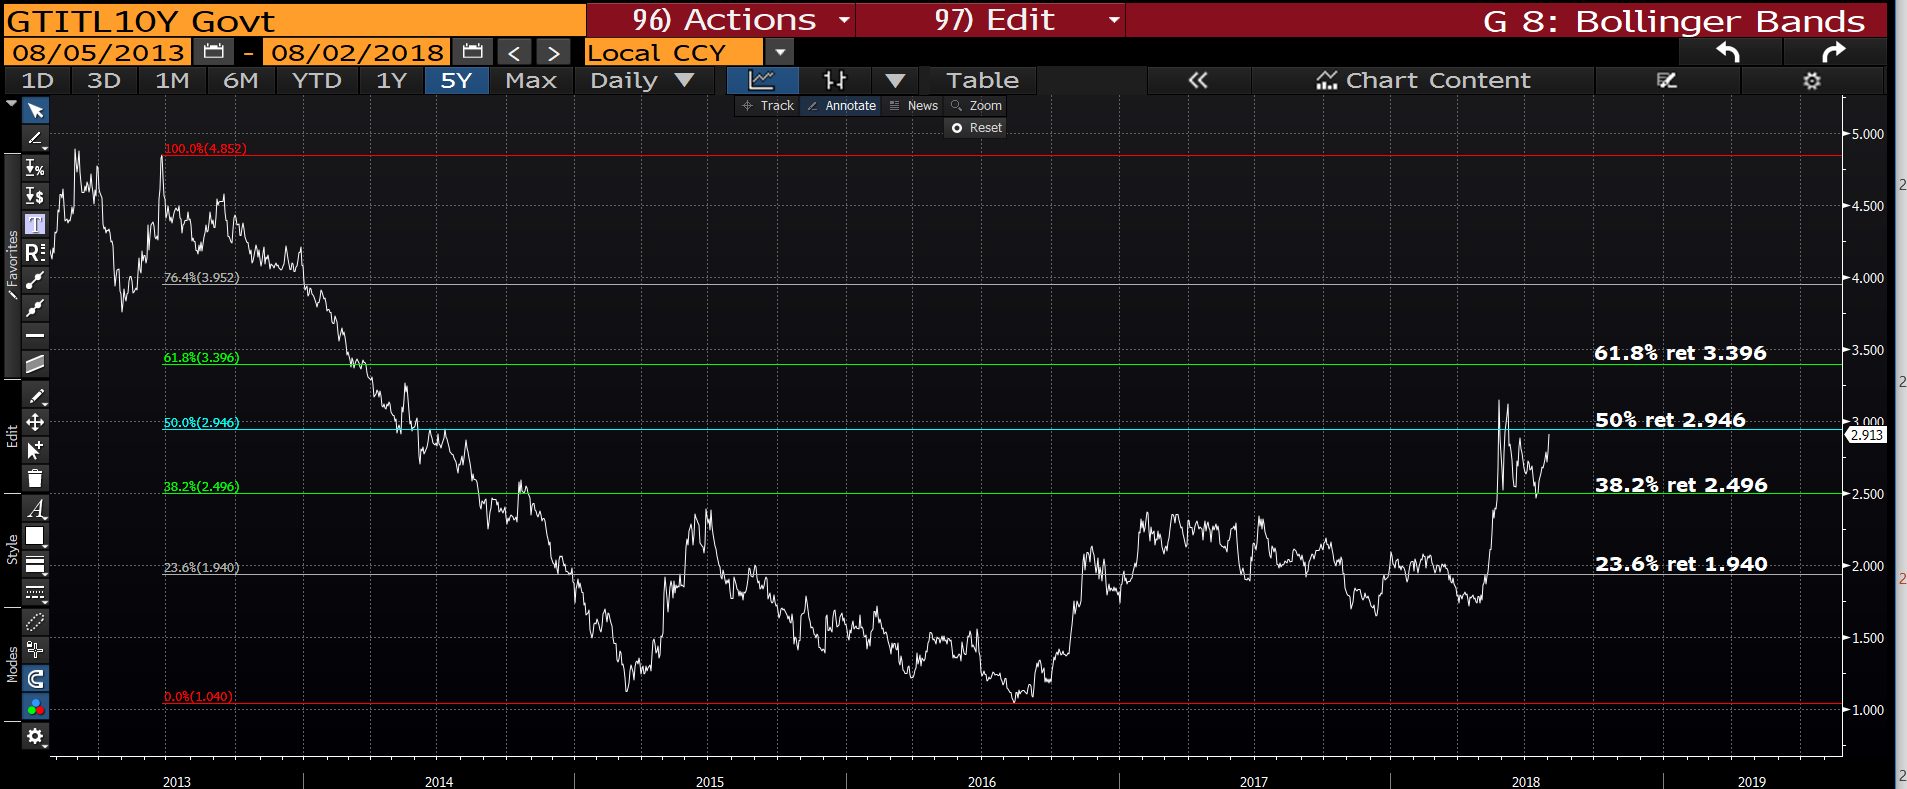 GTITL10Y Govt 96) Actions 97) Edit G 8: Bollinger Bands
08/05/2013 - 08/02/2018 < > Local CCY
1D 3D 1M 6M YTD 1Y 5Y Max Daily Table « Chart Content
Track Annotate News Zoom
Reset
Favorites
Edit
Style
Modes
%
$
T
R
A
100.0%(4.852)
76.4%(3.952)
61.8%(3.396)
50.0%(2.946)
38.2%(2.496)
23.6%(1.940)
0.0%(1.040)
61.8% ret 3.396
50% ret 2.946
38.2% ret 2.496
23.6% ret 1.940
5.000
4.500
4.000
3.500
3.000
2.913
2.500
2.000
1.500
1.000
2013 2014 2015 2016 2017 2018 2019
2
2
2
2